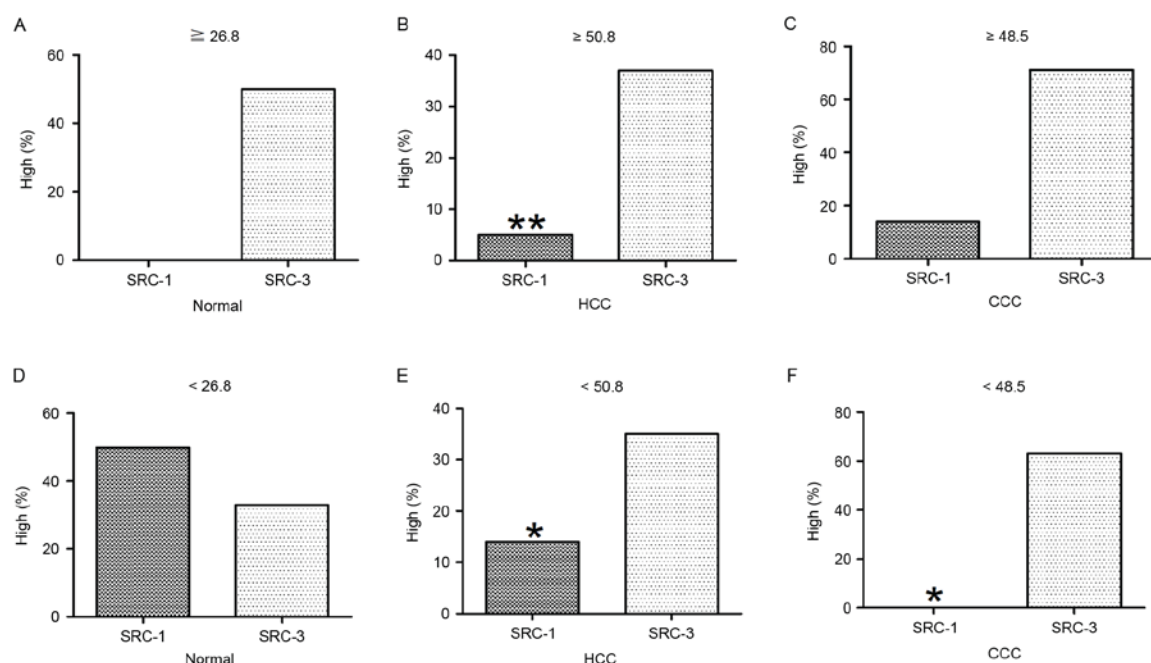 A
≧ 26.8
High (%)
60
40
20
0
SRC-1 SRC-3
Normal
B
≥ 50.8
High (%)
40
30
20
10
0
**
SRC-1 SRC-3
HCC
C
≥ 48.5
High (%)
80
60
40
20
0
SRC-1 SRC-3
CCC
D
< 26.8
High (%)
60
40
20
0
SRC-1 SRC-3
Normal
E
< 50.8
High (%)
40
30
20
10
0
*
SRC-1 SRC-3
HCC
F
< 48.5
High (%)
80
60
40
20
0
*
SRC-1 SRC-3
CCC